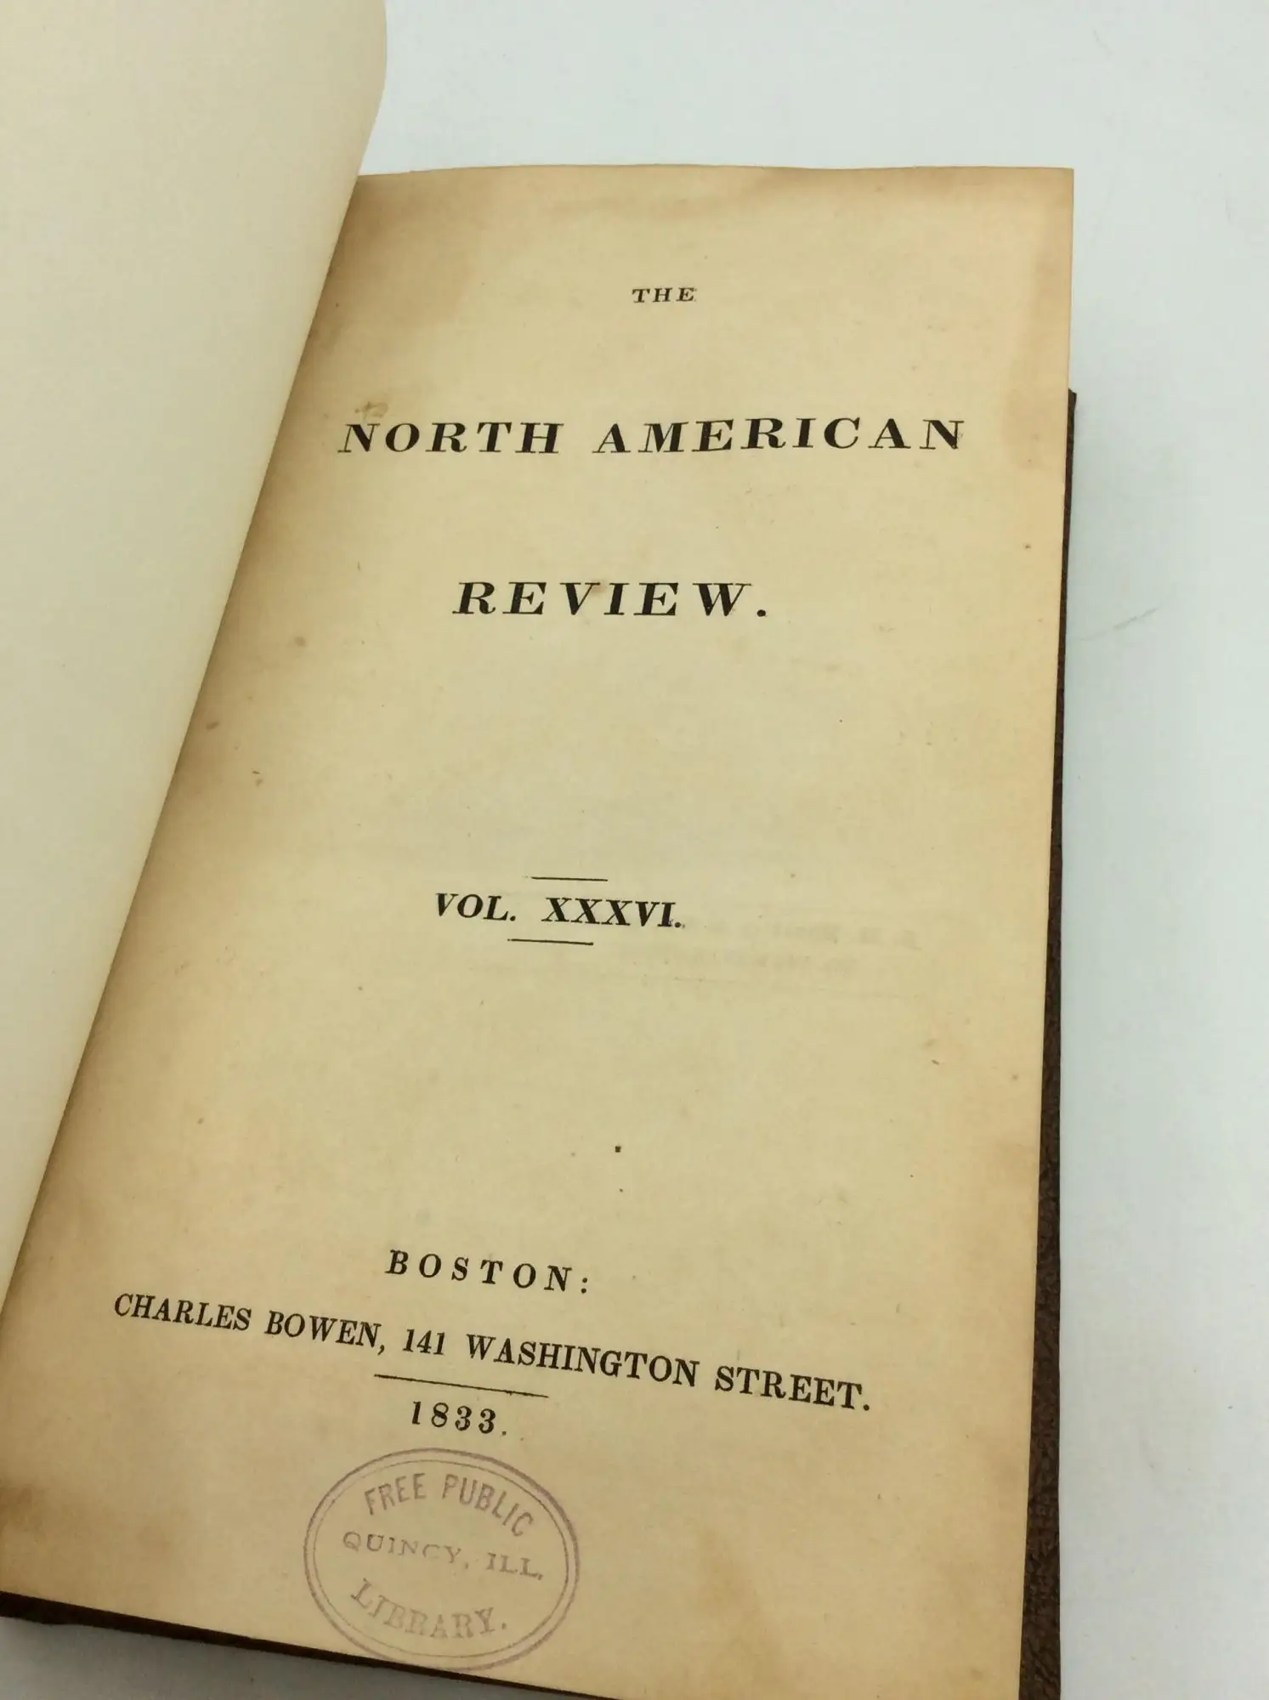 THE
NORTH AMERICAN
REVIEW.
VOL. XXXVI.
BOSTON:
CHARLES BOWEN, 141 WASHINGTON STREET.
1833.
FREE PUBLIC
QUINCY, ILL.
LIBRARY.